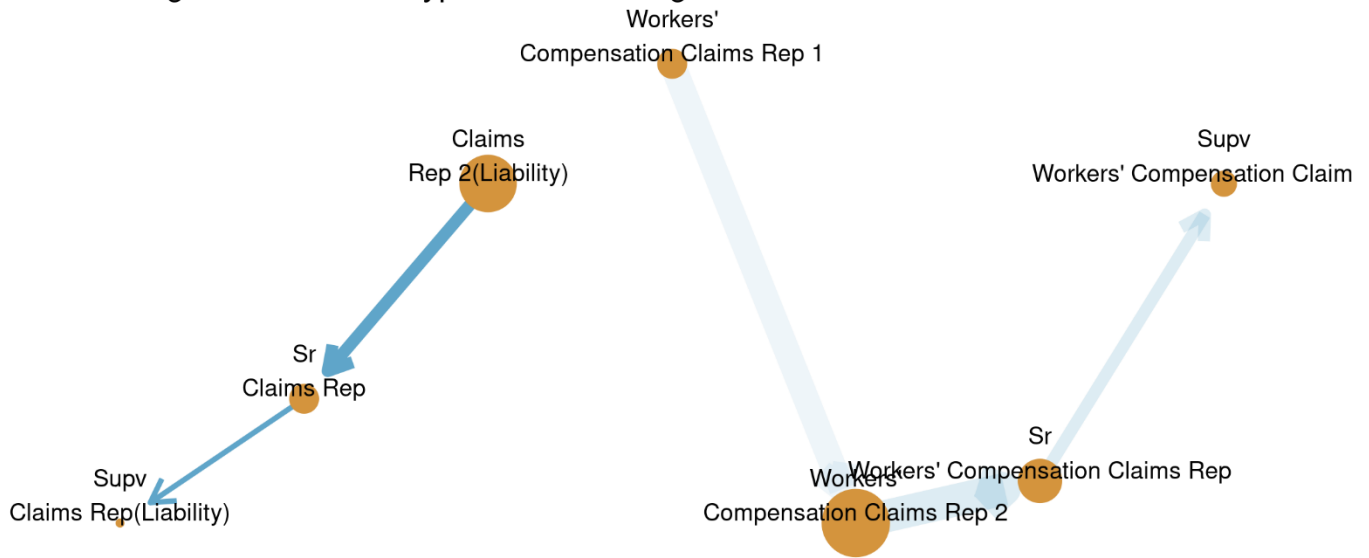 Workers'
Compensation Claims Rep 1
Claims
Rep 2(Liability)
Supv
Workers' Compensation Claim
Sr
Claims Rep
Sr
Workers' Compensation Claims Rep
Supv
Claims Rep(Liability)
Workers'
Compensation Claims Rep 2